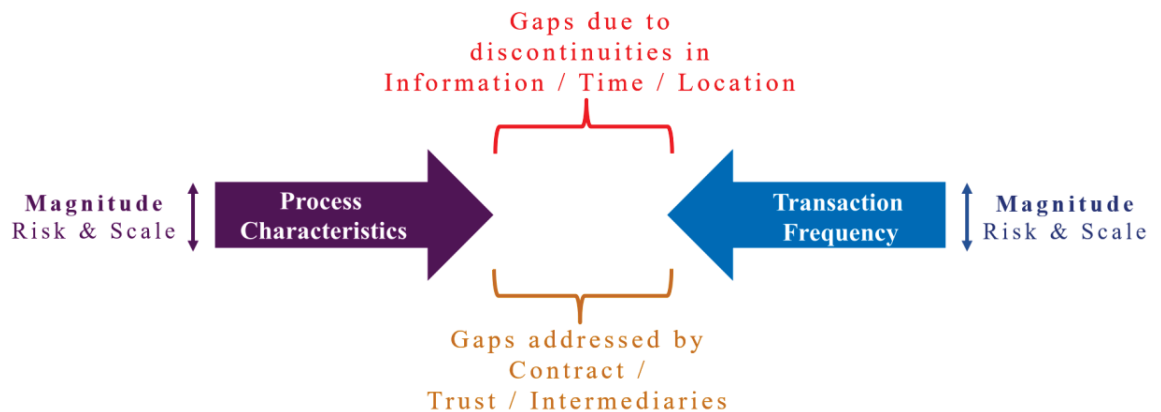 Gaps due to
discontinuities in
Information / Time / Location
Magnitude
Risk & Scale
Process
Characteristics
Transaction
Frequency
Magnitude
Risk & Scale
Gaps addressed by
Contract /
Trust / Intermediaries